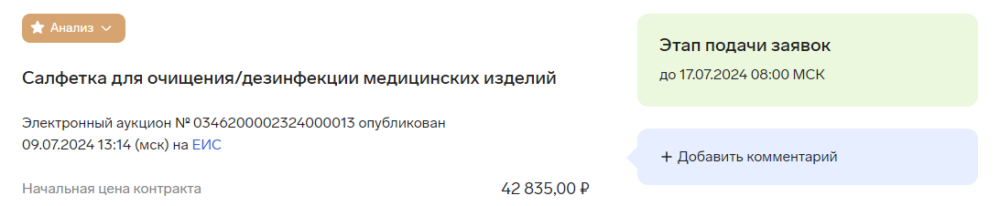 Анализ
Салфетка для очищения/дезинфекции медицинских изделий
Электронный аукцион № 0346200002324000013 опубликован
09.07.2024 13:14 (мск) на ЕИС
Начальная цена контракта
42 835,00 ₽
Этап подачи заявок
до 17.07.2024 08:00 МСК
+ Добавить комментарий